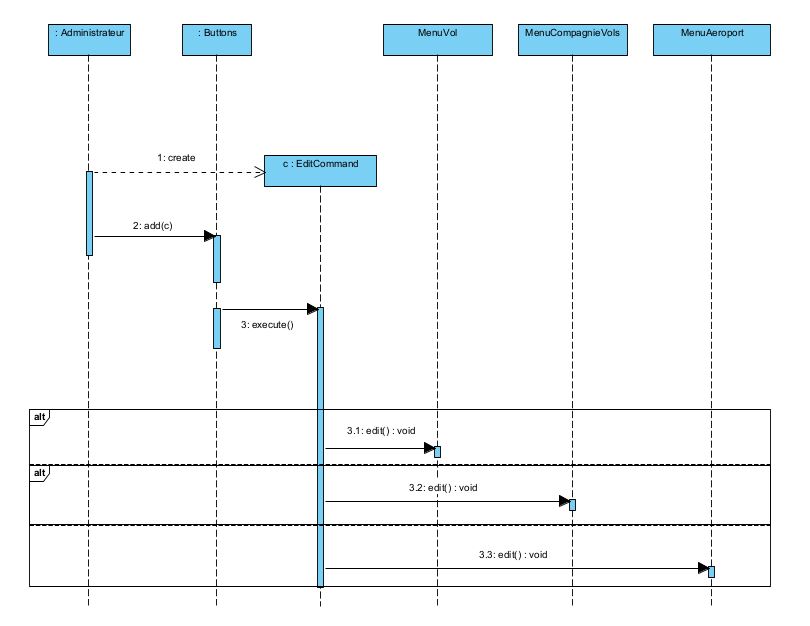 : Administrateur
: Buttons
MenuVol
MenuCompagnieVols
MenuAeroport
1: create
c : EditCommand
2: add(c)
3: execute()
alt
3.1: edit() : void
alt
3.2: edit() : void
3.3: edit() : void